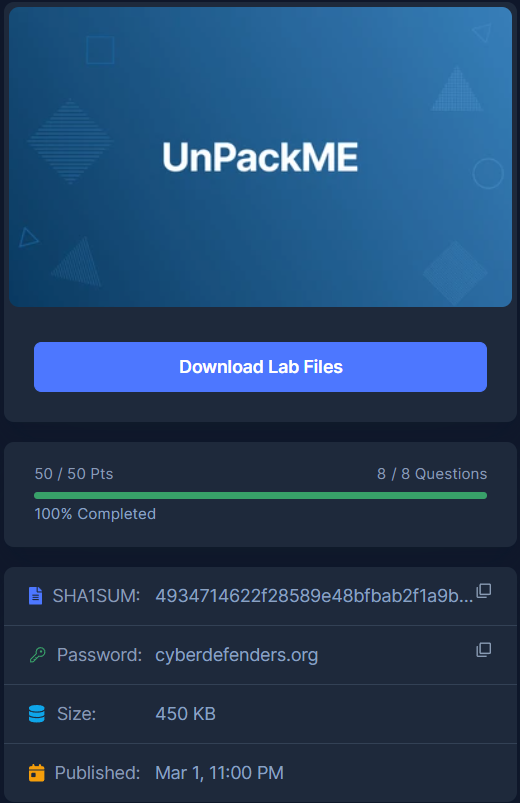 UnPackME
Download Lab Files
50 / 50 Pts 8 / 8 Questions
100% Completed
SHA1SUM: 4934714622f28589e48bfbab2f1a9b...
Password: cyberdefenders.org
Size: 450 KB
Published: Mar 1, 11:00 PM